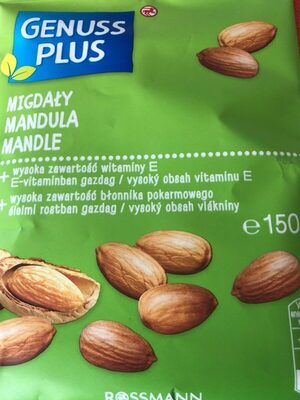 GENUSS
PLUS
MIGDAŁY
MANDULA
MANDLE
+ wysoka zawartość witaminy E
E-vitaminban gazdag / vysoký obsah vitaminu E
+ wysoka zawartość błonnika pokarmowego
élelmi rostban gazdag / vysoký obsah vlákniny
e 150
ROSSMANN